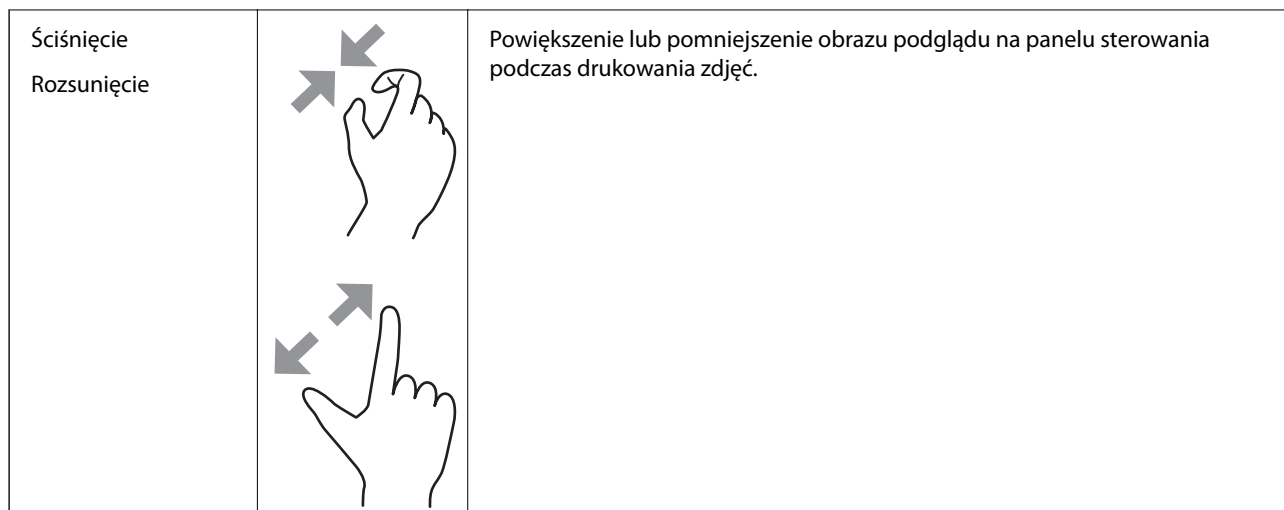 Ściśnięcie
Rozsunięcie
Powiększenie lub pomniejszenie obrazu podglądu na panelu sterowania
podczas drukowania zdjęć.